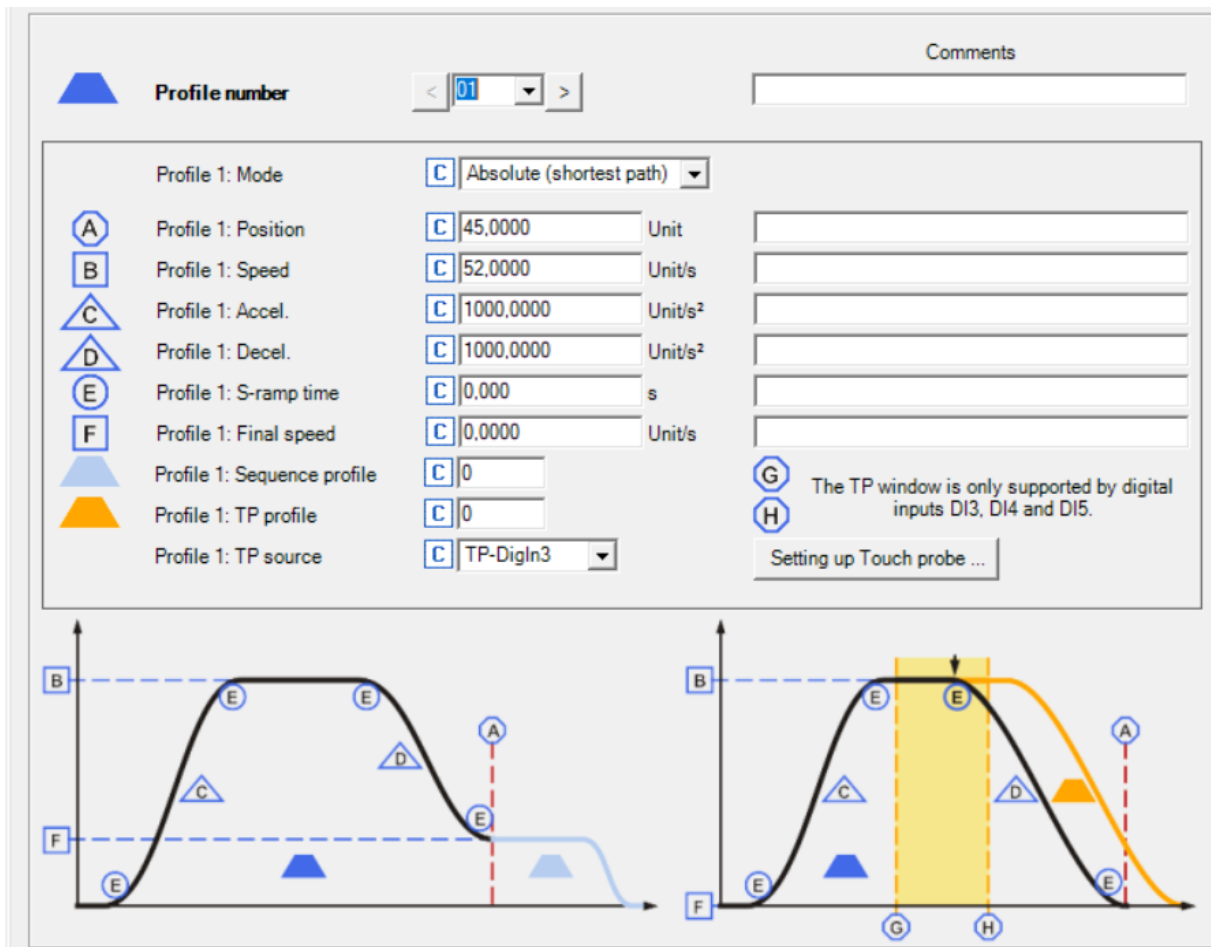 Comments
Profile number < 01 >
Profile 1: Mode C Absolute (shortest path)
A Profile 1: Position C 45,0000 Unit
B Profile 1: Speed C 52,0000 Unit/s
C Profile 1: Accel. C 1000,0000 Unit/s²
D Profile 1: Decel. C 1000,0000 Unit/s²
E Profile 1: S-ramp time C 0,000 s
F Profile 1: Final speed C 0,0000 Unit/s
Profile 1: Sequence profile C 0
Profile 1: TP profile C 0
G
H
The TP window is only supported by digital
inputs DI3, DI4 and DI5.
Profile 1: TP source C TP-DigIn3 Setting up Touch probe ...
B E E A
C D
F E
E
B E E A
C D
E E
F
G H